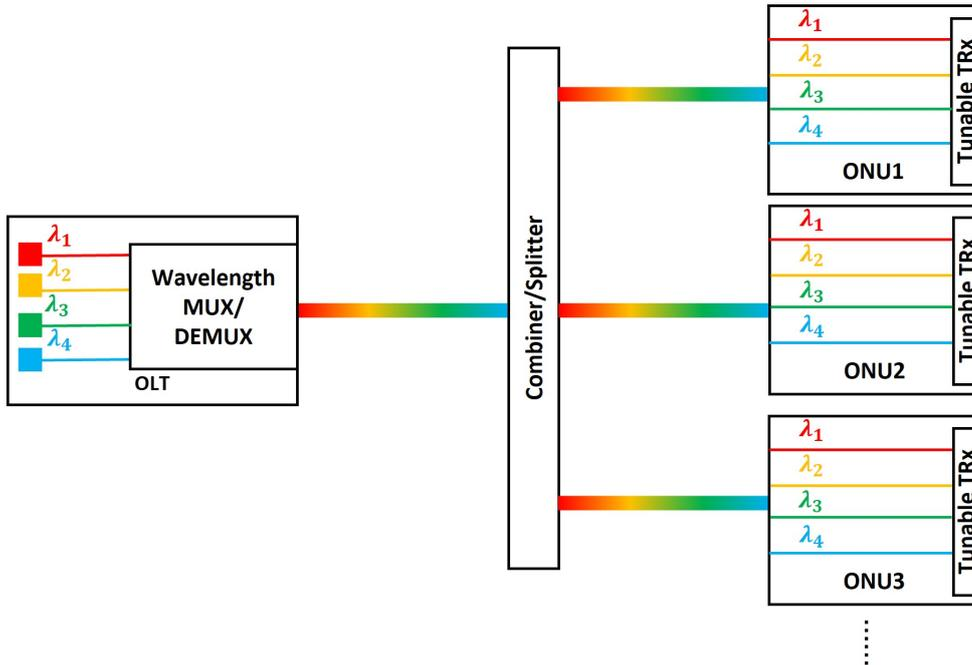 λ₁
λ₂
λ₃
λ₄
Wavelength
MUX/
DEMUX
OLT
Combiner/Splitter
λ₁
λ₂
λ₃
λ₄
Tunable TRx
ONU1
λ₁
λ₂
λ₃
λ₄
Tunable TRx
ONU2
λ₁
λ₂
λ₃
λ₄
Tunable TRx
ONU3